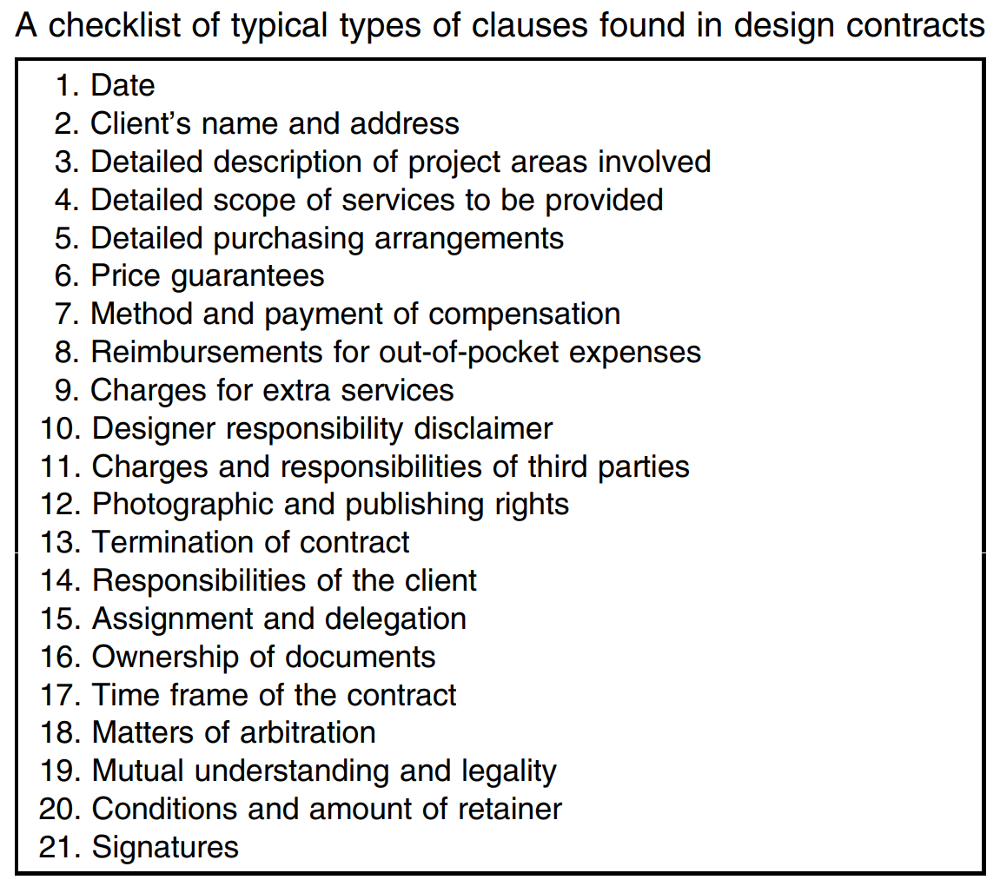 A checklist of typical types of clauses found in design contracts
1. Date
2. Client’s name and address
3. Detailed description of project areas involved
4. Detailed scope of services to be provided
5. Detailed purchasing arrangements
6. Price guarantees
7. Method and payment of compensation
8. Reimbursements for out-of-pocket expenses
9. Charges for extra services
10. Designer responsibility disclaimer
11. Charges and responsibilities of third parties
12. Photographic and publishing rights
13. Termination of contract
14. Responsibilities of the client
15. Assignment and delegation
16. Ownership of documents
17. Time frame of the contract
18. Matters of arbitration
19. Mutual understanding and legality
20. Conditions and amount of retainer
21. Signatures